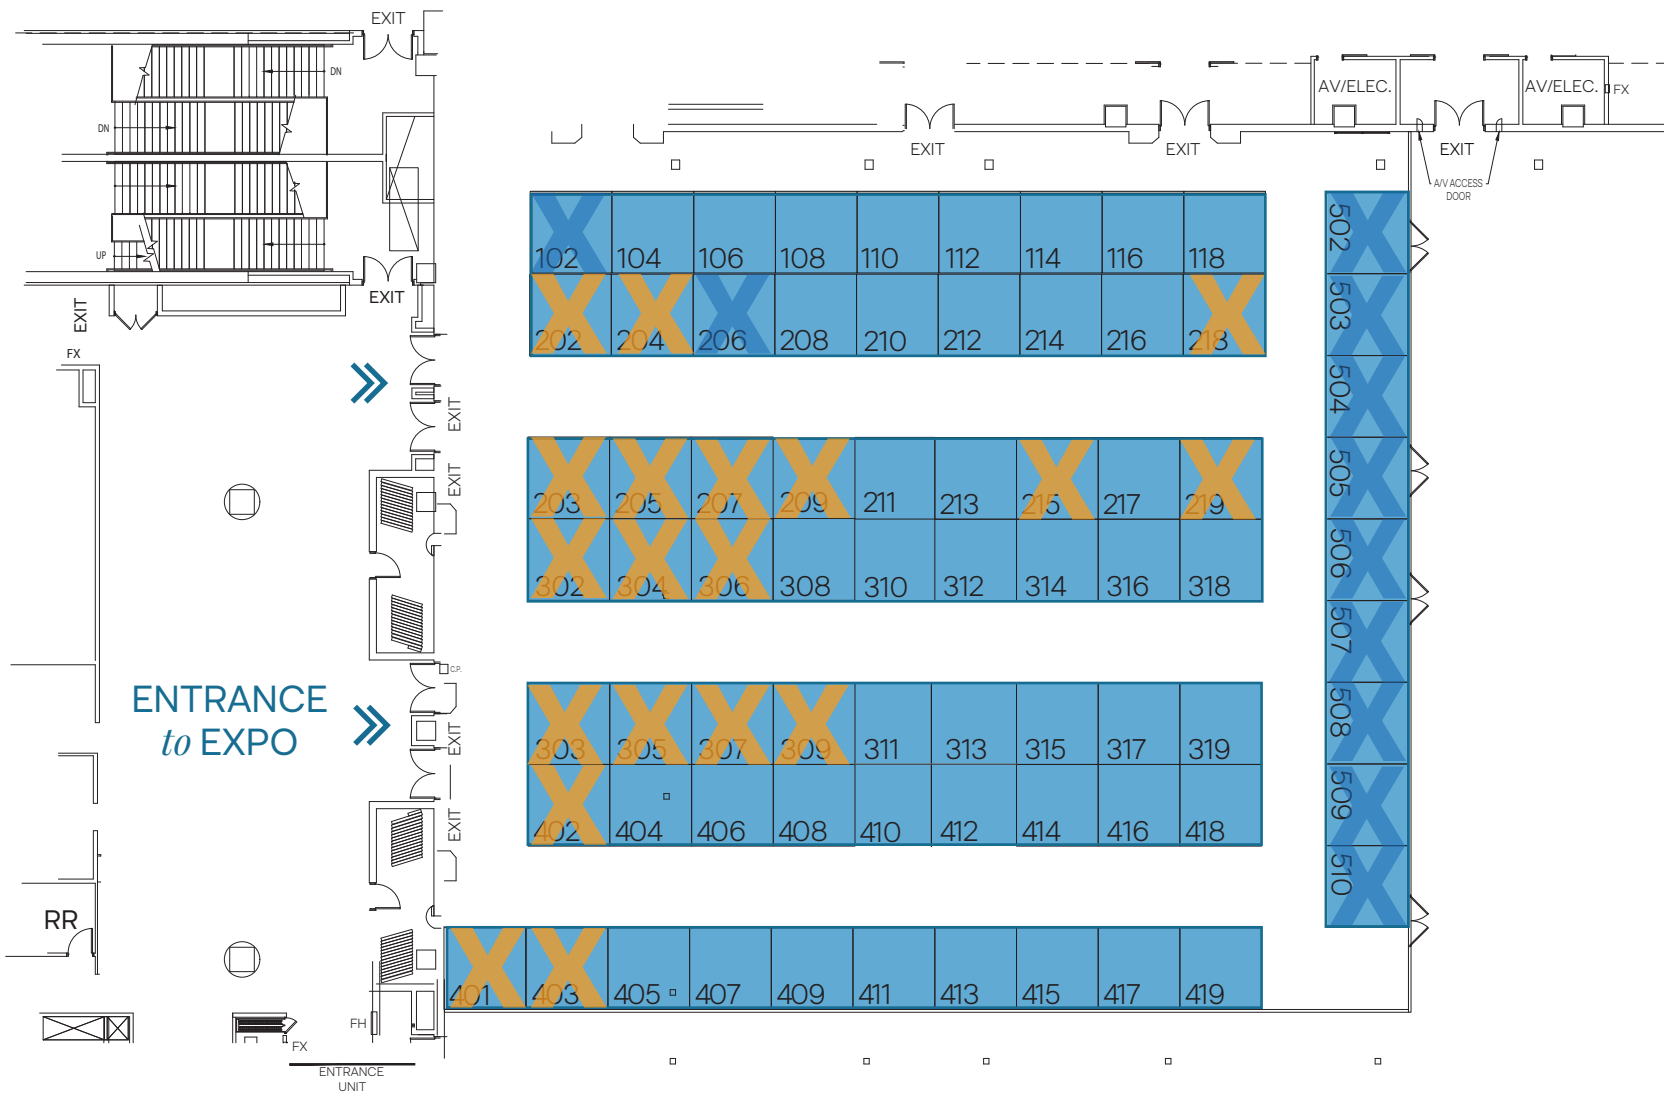 EXIT
DN
DN
UP
EXIT
EXIT
FX
EXIT
EXIT
ENTRANCE
to EXPO
C.P.
EXIT
EXIT
RR
FH
FX
ENTRANCE
UNIT
AV/ELEC.
AV/ELEC.
FX
EXIT
EXIT
EXIT
A/V ACCESS
DOOR
102 104 106 108 110 112 114 116 118
202 204 206 208 210 212 214 216 218
203 205 207 209 211 213 215 217 219
302 304 306 308 310 312 314 316 318
303 305 307 309 311 313 315 317 319
402 404 406 408 410 412 414 416 418
401 403 405 407 409 411 413 415 417 419
502
503
504
505
506
507
508
509
510